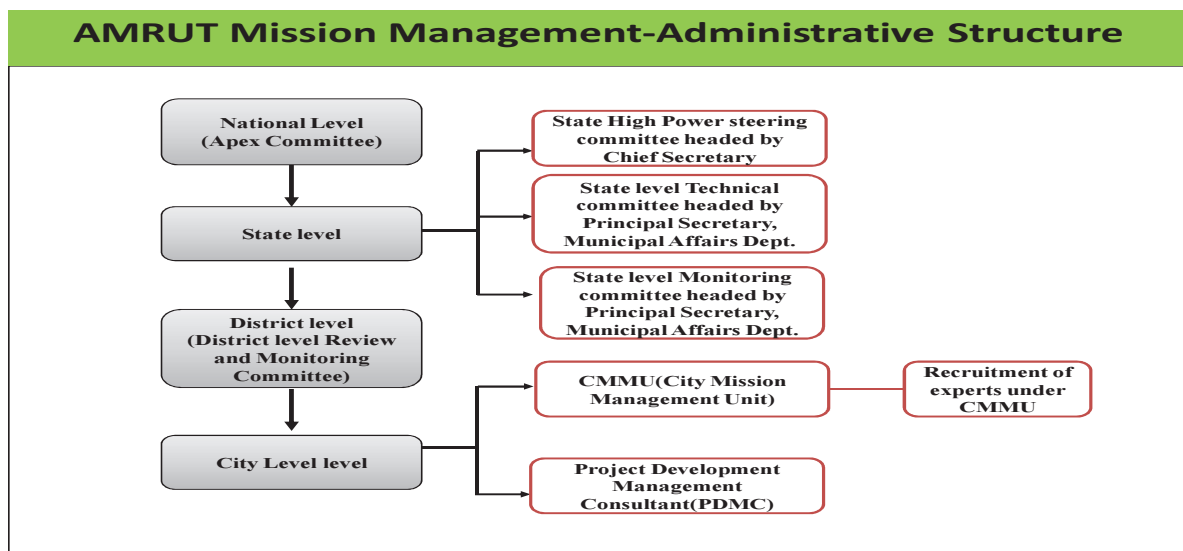 AMRUT Mission Management-Administrative Structure
National Level
(Apex Committee)
State level
District level
(District level Review
and Monitoring
Committee)
City Level level
State High Power steering
committee headed by
Chief Secretary
State level Technical
committee headed by
Principal Secretary,
Municipal Affairs Dept.
State level Monitoring
committee headed by
Principal Secretary,
Municipal Affairs Dept.
CMMU(City Mission
Management Unit)
Recruitment of
experts under
CMMU
Project Development
Management
Consultant(PDMC)